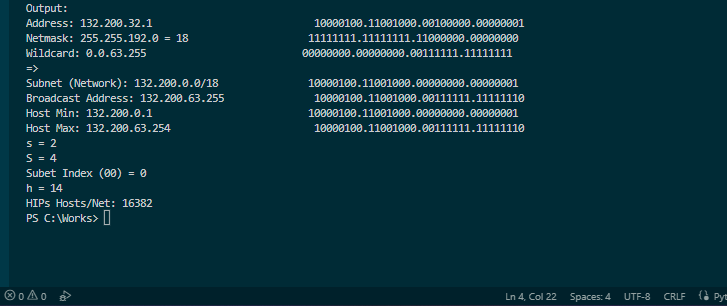 Output:
Address: 132.200.32.1 10000100.11001000.00100000.00000001
Netmask: 255.255.192.0 = 18 11111111.11111111.11000000.00000000
Wildcard: 0.0.63.255 00000000.00000000.00111111.11111111
=>
Subnet (Network): 132.200.0.0/18 10000100.11001000.00000000.00000001
Broadcast Address: 132.200.63.255 10000100.11001000.00111111.11111110
Host Min: 132.200.0.1 10000100.11001000.00000000.00000001
Host Max: 132.200.63.254 10000100.11001000.00111111.11111110
s = 2
S = 4
Subet Index (00) = 0
h = 14
HIPs Hosts/Net: 16382
PS C:\Works>
0 0 Ln 4, Col 22 Spaces: 4 UTF-8 CRLF Pyt